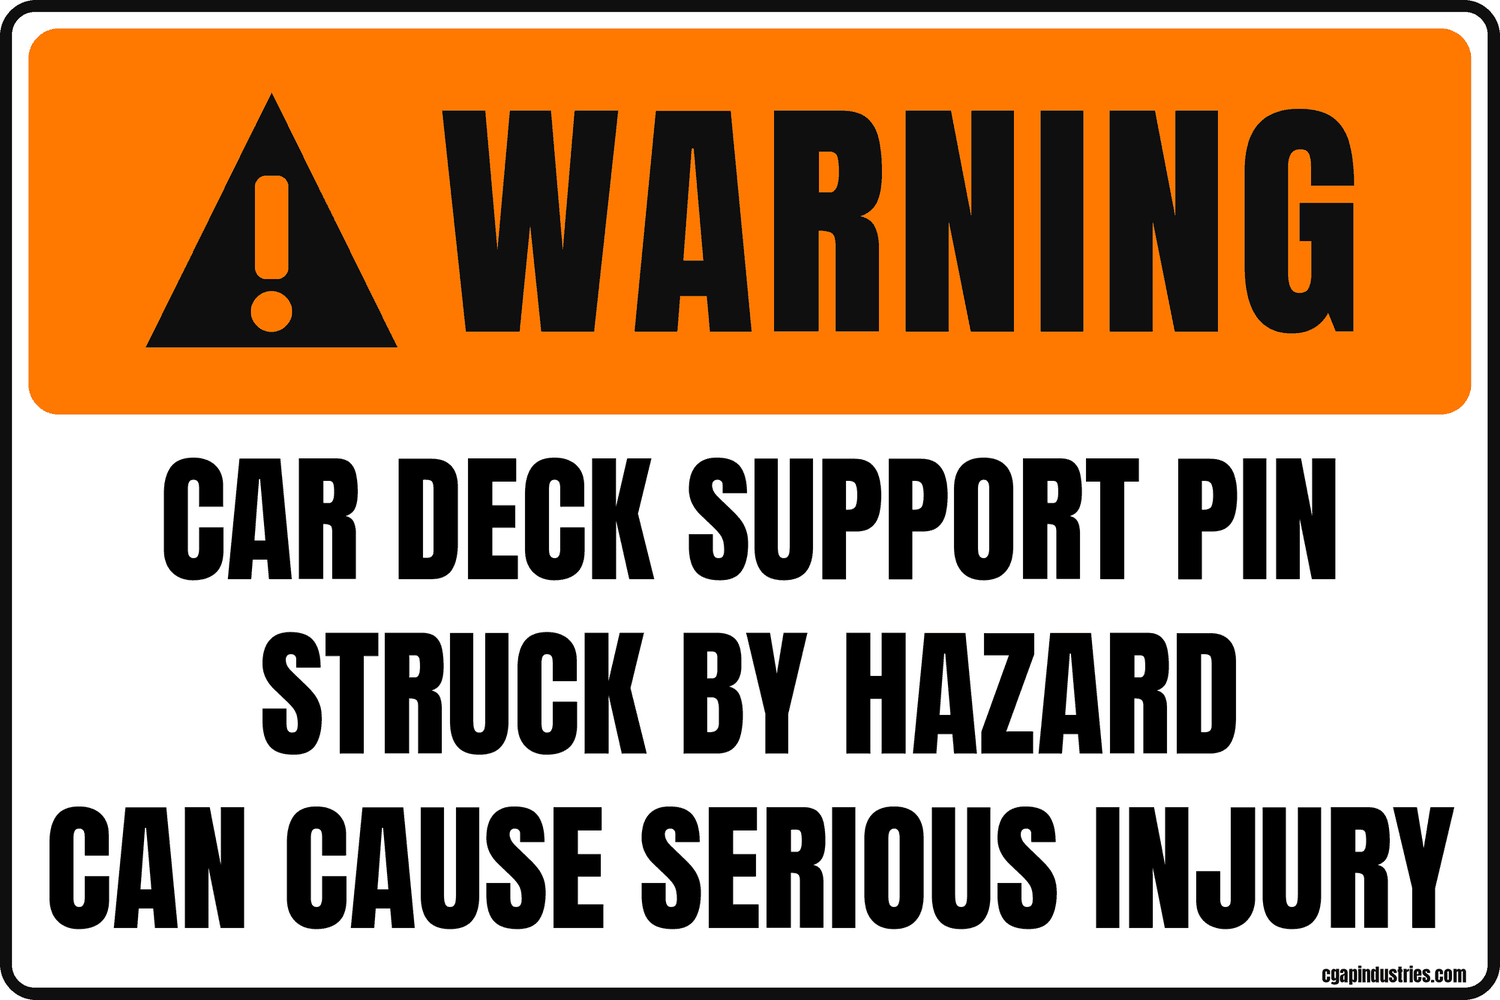 WARNING
CAR DECK SUPPORT PIN
STRUCK BY HAZARD
CAN CAUSE SERIOUS INJURY
cgapindustries.com